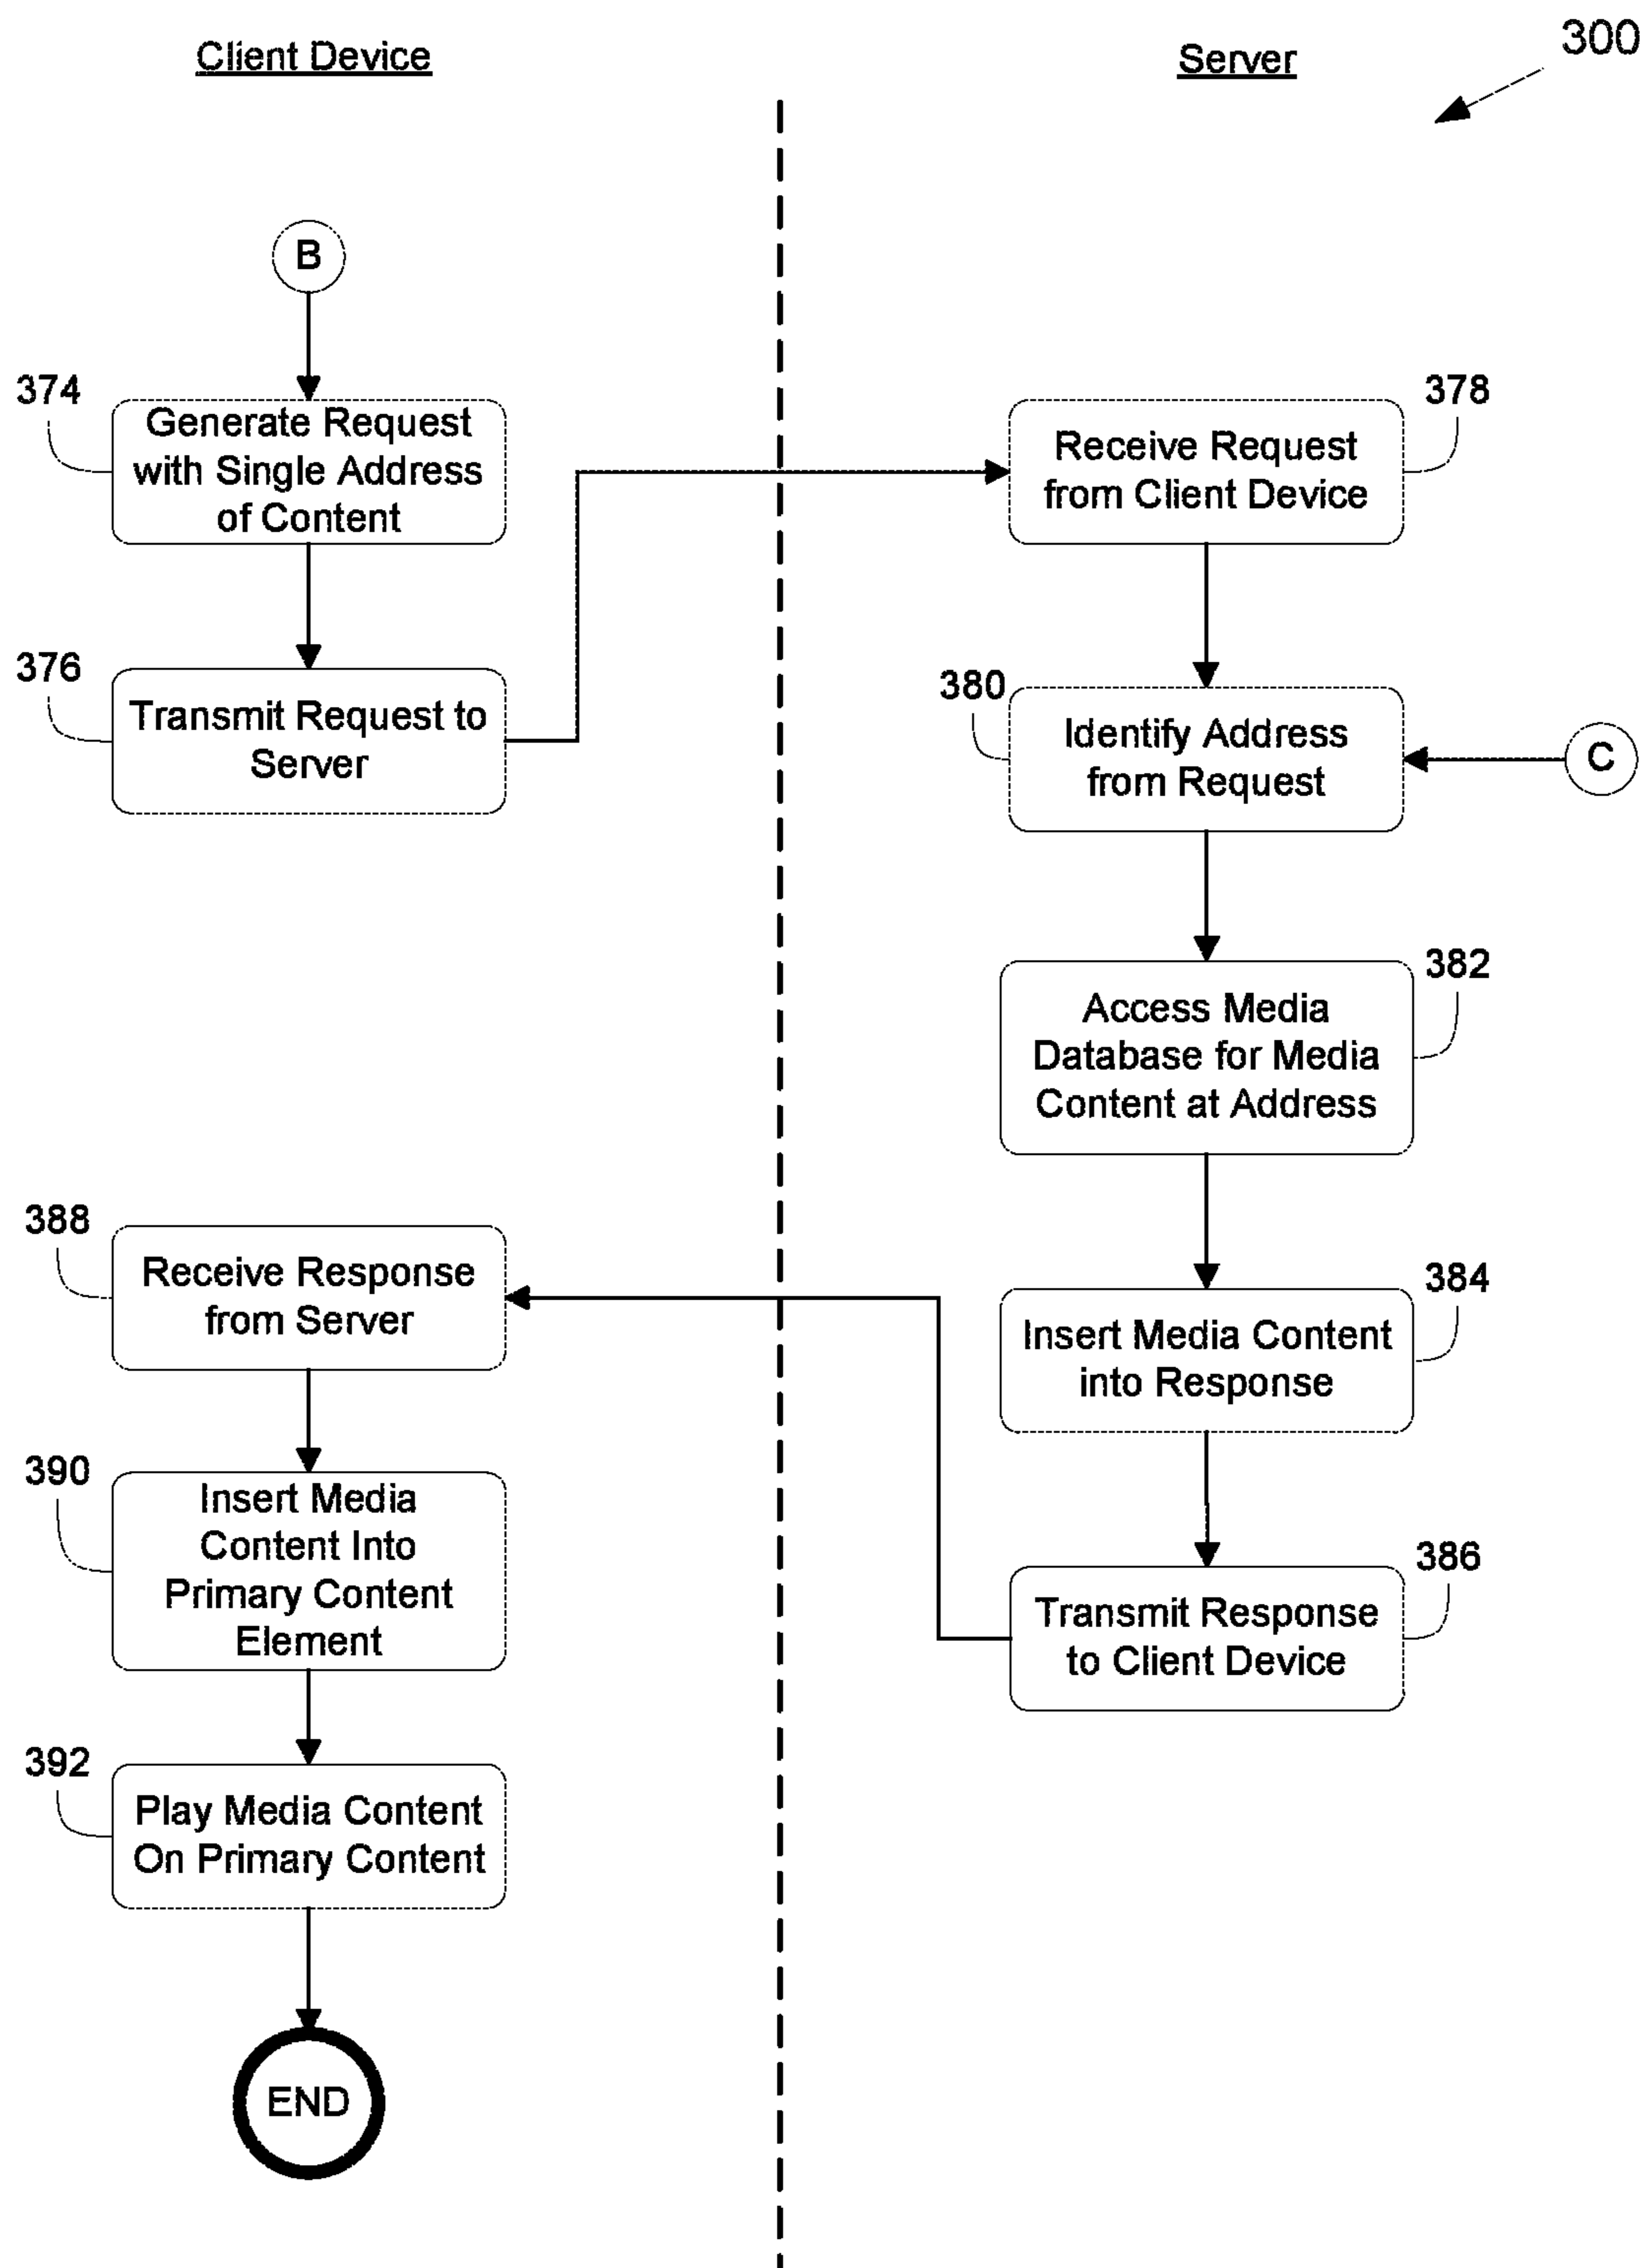 Client Device
Server
300
B
374
Generate Request
with Single Address
of Content
376
Transmit Request to
Server
378
Receive Request
from Client Device
380
Identify Address
from Request
C
382
Access Media
Database for Media
Content at Address
384
Insert Media Content
into Response
386
Transmit Response
to Client Device
388
Receive Response
from Server
390
Insert Media
Content Into
Primary Content
Element
392
Play Media Content
On Primary Content
END